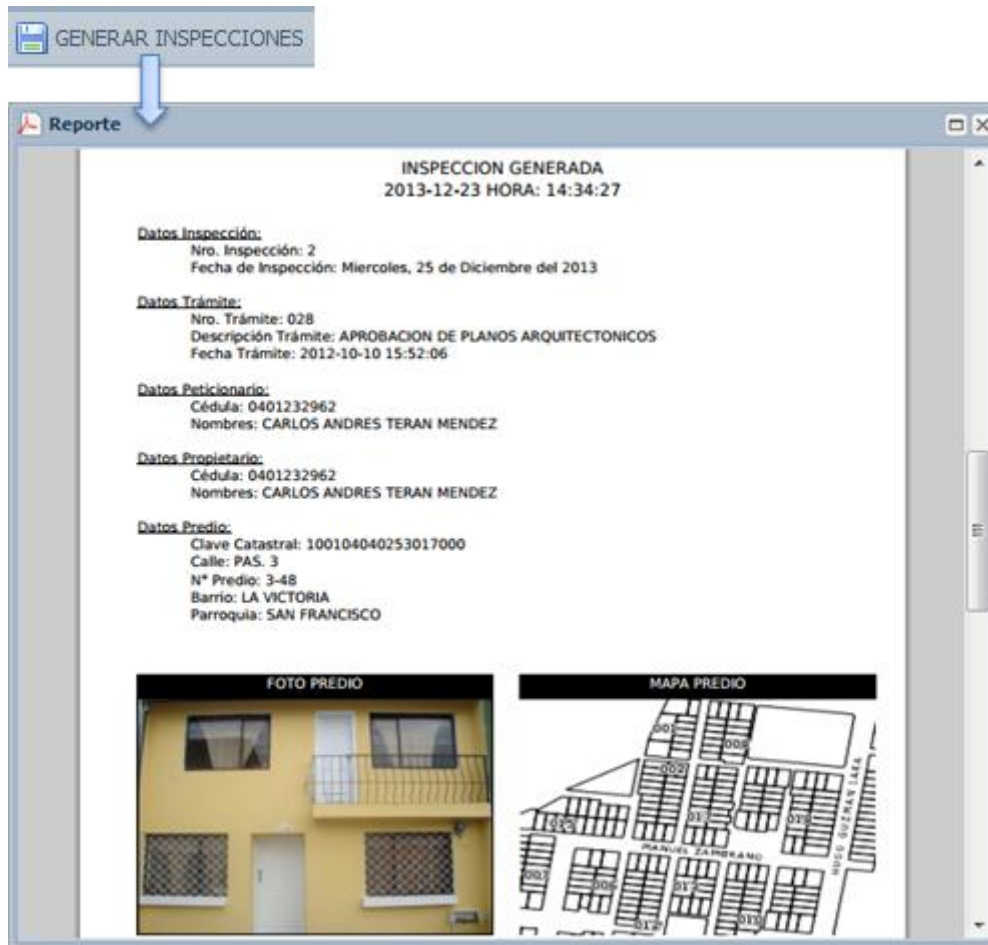 GENERAR INSPECCIONES
Reporte
INSPECCION GENERADA
2013-12-23 HORA: 14:34:27
Datos Inspección:
Nro. Inspección: 2
Fecha de Inspección: Miercoles, 25 de Diciembre del 2013
Datos Trámite:
Nro. Trámite: 028
Descripción Trámite: APROBACION DE PLANOS ARQUITECTONICOS
Fecha Trámite: 2012-10-10 15:52:06
Datos Peticionario:
Cédula: 0401232962
Nombres: CARLOS ANDRES TERAN MENDEZ
Datos Propietario:
Cédula: 0401232962
Nombres: CARLOS ANDRES TERAN MENDEZ
Datos Predio:
Clave Catastral: 100104040253017000
Calle: PAS. 3
N° Predio: 3-48
Barrio: LA VICTORIA
Parroquia: SAN FRANCISCO
FOTO PREDIO
MAPA PREDIO
002
MANUEL ZAMBRANO
HUGO GUZMAN LARA